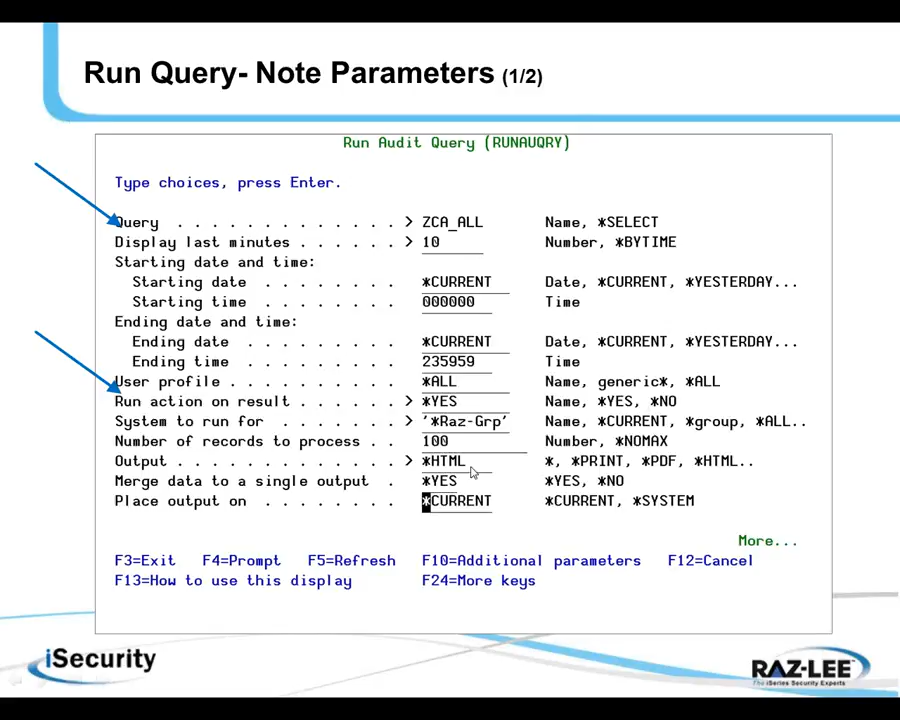 Run Query- Note Parameters (1/2)
Run Audit Query (RUNAUQRY)
Type choices, press Enter.
Query . . . . . . . . . . . . . > ZCA_ALL Name, *SELECT
Display last minutes . . . . . . > 10 Number, *BYTIME
Starting date and time:
Starting date . . . . . . . . *CURRENT Date, *CURRENT, *YESTERDAY...
Starting time . . . . . . . . 000000 Time
Ending date and time:
Ending date . . . . . . . . . *CURRENT Date, *CURRENT, *YESTERDAY...
Ending time . . . . . . . . . 235959 Time
User profile . . . . . . . . . . *ALL Name, generic*, *ALL
Run action on result . . . . . . > *YES Name, *YES, *NO
System to run for . . . . . . . > '*Raz-Grp' Name, *CURRENT, *group, *ALL..
Number of records to process . . 100 Number, *NOMAX
Output . . . . . . . . . . . . . > *HTML *, *PRINT, *PDF, *HTML..
Merge data to a single output . *YES *YES, *NO
Place output on . . . . . . . . *CURRENT *CURRENT, *SYSTEM
More...
F3=Exit F4=Prompt F5=Refresh F10=Additional parameters F12=Cancel
F13=How to use this display F24=More keys
iSecurity
RAZ-LEE
The iSeries Security Experts